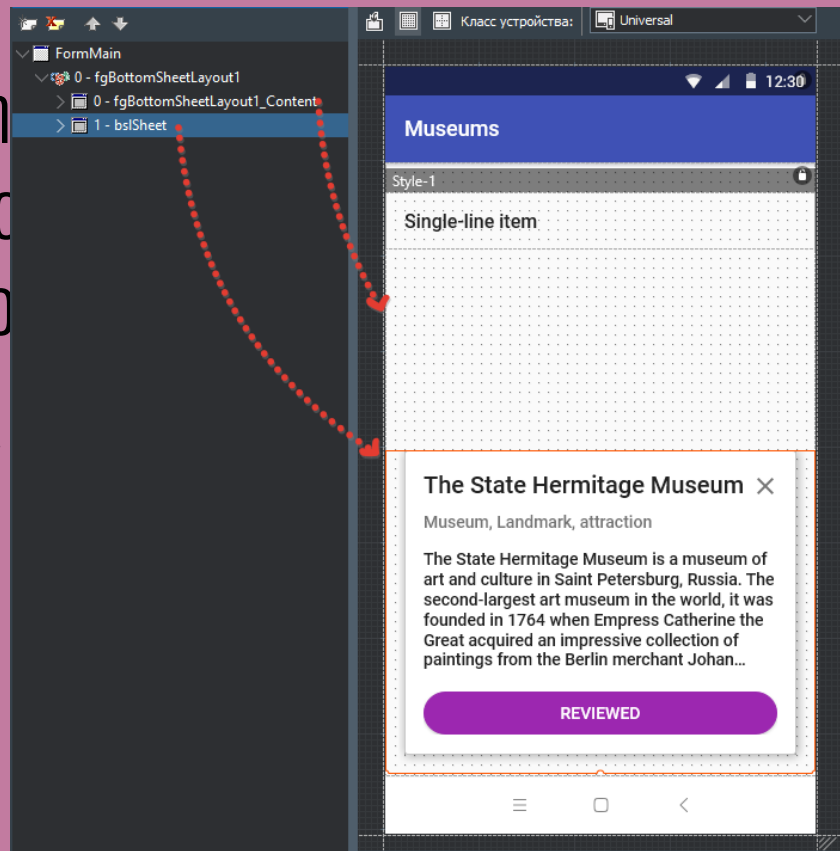 Класс устройства:
Universal
FormMain
0 - fgBottomSheetLayout1
0 - fgBottomSheetLayout1_Content
1 - bslSheet
12:30
Museums
Style-1
Single-line item
The State Hermitage Museum
Museum, Landmark, attraction
The State Hermitage Museum is a museum of
art and culture in Saint Petersburg, Russia. The
second-largest art museum in the world, it was
founded in 1764 when Empress Catherine the
Great acquired an impressive collection of
paintings from the Berlin merchant Johan...
REVIEWED